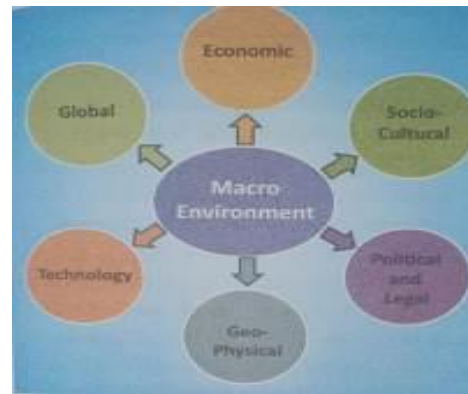 Economic
Global
Socio-
Cultural
Macro
Environment
Technology
Political
and
Legal
Geo-
Physical